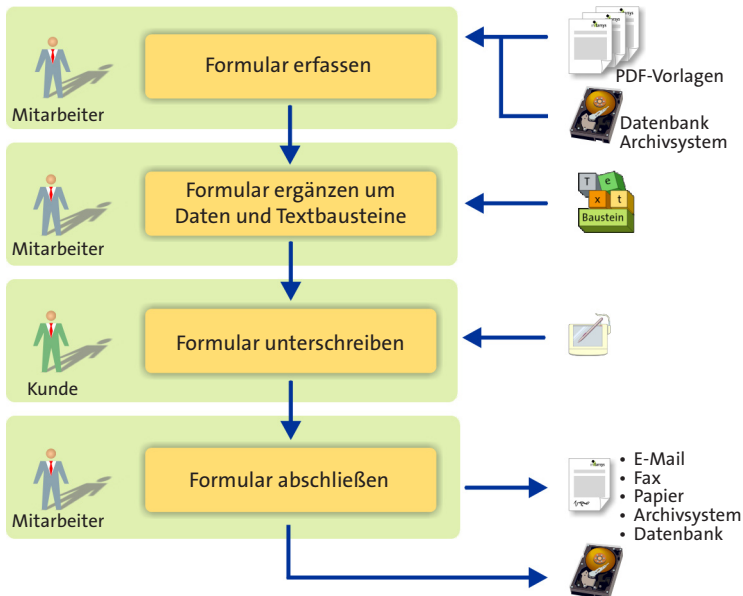 Formular erfassen
Mitarbeiter
PDF-Vorlagen
Datenbank
Archivsystem
Formular ergänzen um
Daten und Textbausteine
Mitarbeiter
T e
x t
Baustein
Formular unterschreiben
Kunde
Formular abschließen
Mitarbeiter
• E-Mail
• Fax
• Papier
• Archivsystem
• Datenbank